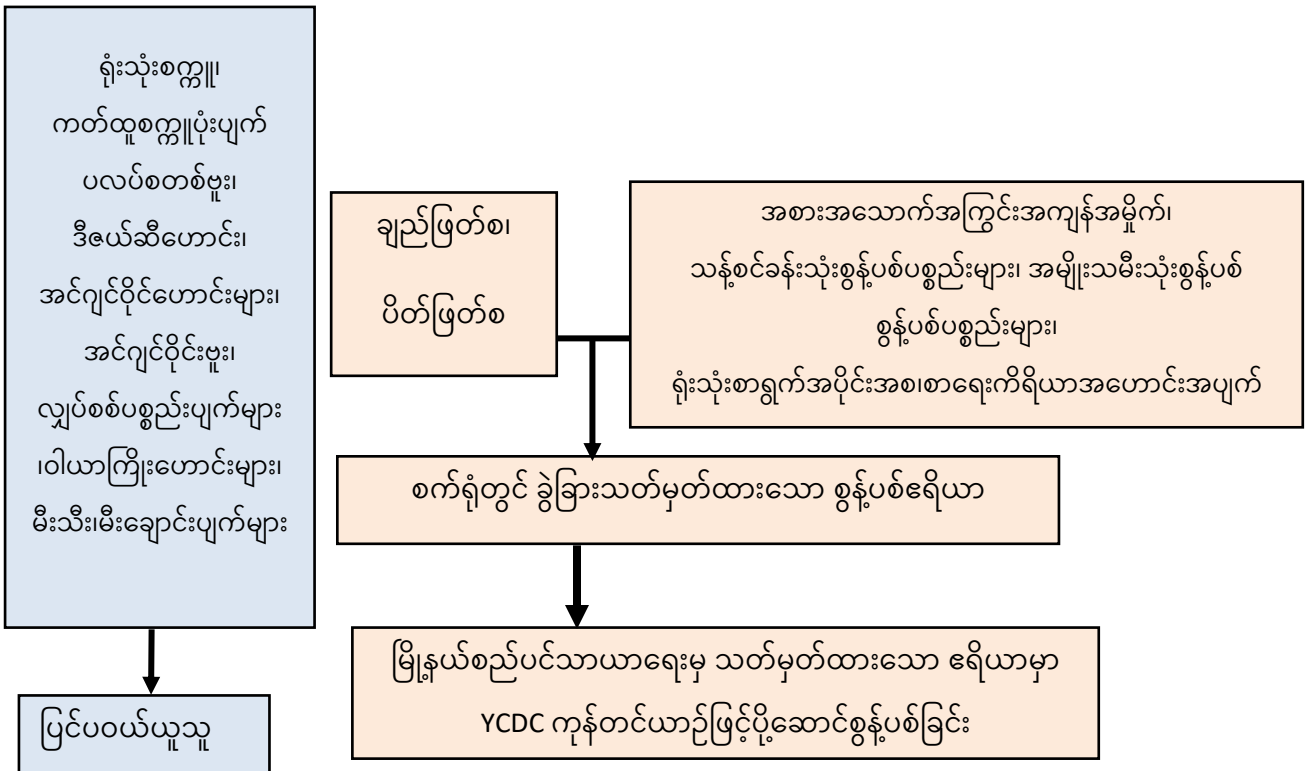 ရုံးသုံးစက္ကူ၊
ကတ်ထူစက္ကူပုံးပျက်
ပလပ်စတစ်ဗူး၊
ဒီဇယ်ဆီဟောင်း၊
အင်ဂျင်ဝိုင်ဟောင်းများ၊
အင်ဂျင်ဝိုင်းဗူး၊
လျှပ်စစ်ပစ္စည်းပျက်များ
၊ဝါယာကြိုးဟောင်းများ၊
မီးသီး၊မီးချောင်းပျက်များ
ပြင်ပဝယ်ယူသူ
ချည်ဖြတ်စ၊
ပိတ်ဖြတ်စ
အစားအသောက်အကြွင်းအကျန်အမှိုက်၊
သန့်စင်ခန်းသုံးစွန့်ပစ်ပစ္စည်းများ၊ အမျိုးသမီးသုံးစွန့်ပစ်
စွန့်ပစ်ပစ္စည်းများ၊
ရုံးသုံးစာရွက်အပိုင်းအစ၊စာရေးကိရိယာအဟောင်းအပျက်
စက်ရုံတွင် ခွဲခြားသတ်မှတ်ထားသော စွန့်ပစ်ဧရိယာ
မြို့နယ်စည်ပင်သာယာရေးမှ သတ်မှတ်ထားသော ဧရိယာမှာ
YCDC ကုန်တင်ယာဉ်ဖြင့်ပို့ဆောင်စွန့်ပစ်ခြင်း